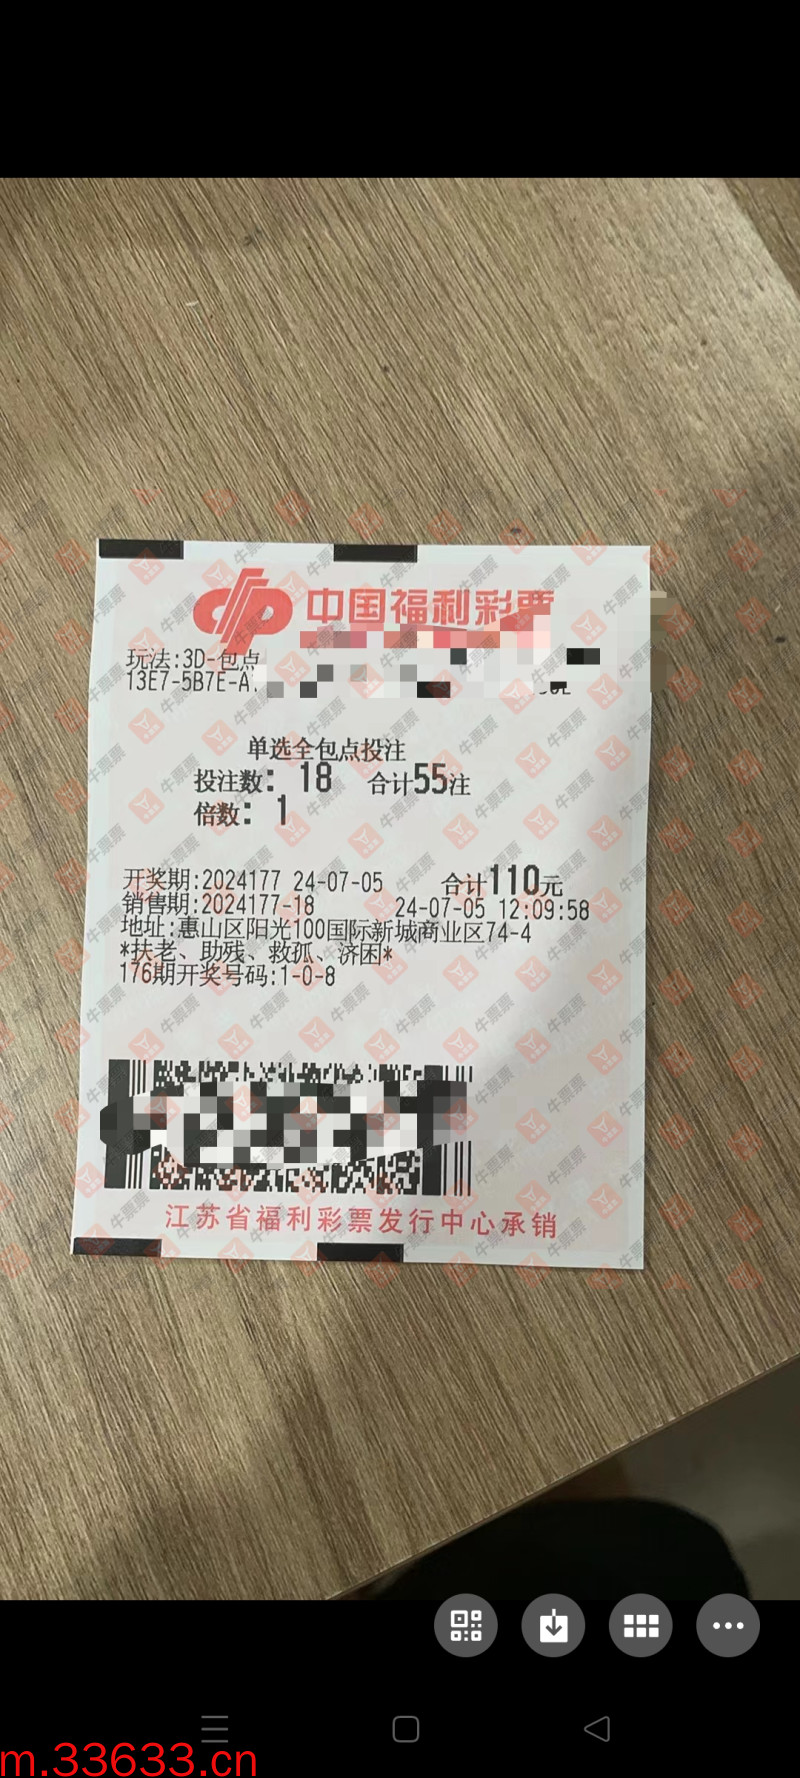 中国福利彩票
玩法:3D-包点
13E7-5B7E-A
单选全包点投注
投注数: 18 合计55注
倍数: 1
开奖期:2024177 24-07-05 合计110元
销售期:2024177-18 24-07-05 12:09:58
地址:惠山区阳光100国际新城商业区74-4
*扶老、助残、救孤、济困*
176期开奖号码:1-0-8
江苏省福利彩票发行中心承销
牛票票
m.33633.cn